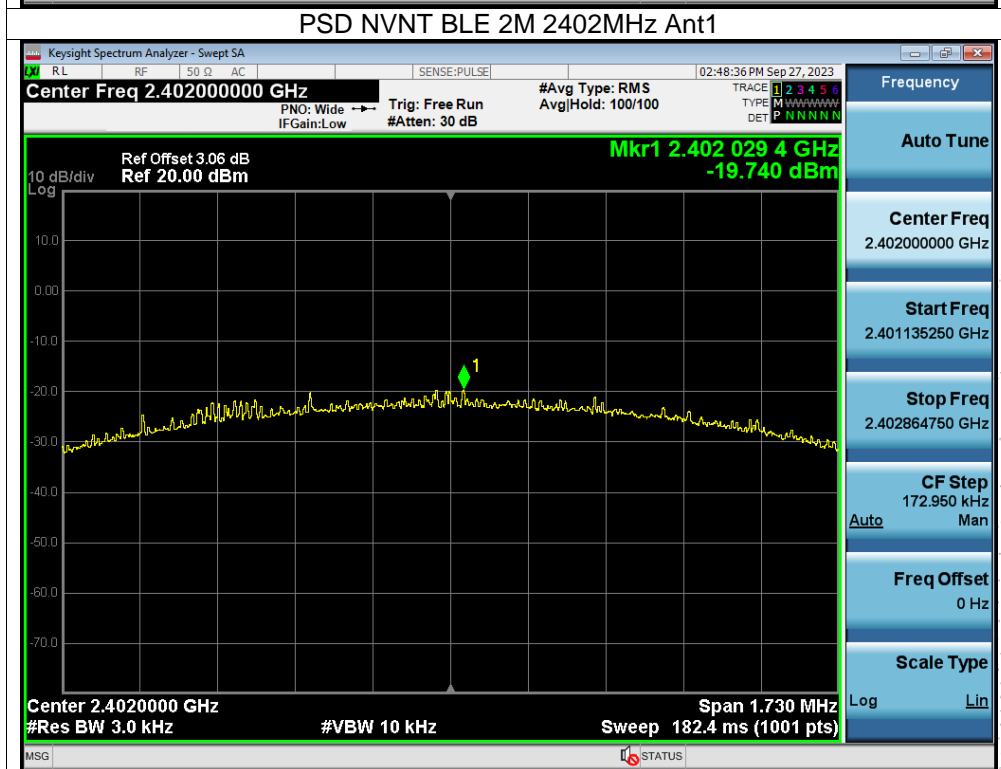 PSD NVNT BLE 2M 2402MHz Ant1
Keysight Spectrum Analyzer - Swept SA
LXI RL RF 50 Ω AC SENSE:PULSE 02:48:36 PM Sep 27, 2023
Center Freq 2.402000000 GHz
PNO: Wide
IFGain:Low
Trig: Free Run
#Atten: 30 dB
#Avg Type: RMS
Avg|Hold: 100/100
TRACE 1 2 3 4 5 6
TYPE M WWWWW
DET P N N N N N
Frequency
Mkr1 2.402 029 4 GHz
-19.740 dBm
Ref Offset 3.06 dB
10 dB/div Ref 20.00 dBm
Log
10.0
0.00
-10.0
-20.0
-30.0
-40.0
-50.0
-60.0
-70.0
1
Center 2.4020000 GHz Span 1.730 MHz
#Res BW 3.0 kHz #VBW 10 kHz Sweep 182.4 ms (1001 pts)
Auto Tune
Center Freq
2.402000000 GHz
Start Freq
2.401135250 GHz
Stop Freq
2.402864750 GHz
CF Step
172.950 kHz
Auto Man
Freq Offset
0 Hz
Scale Type
Log Lin
MSG STATUS